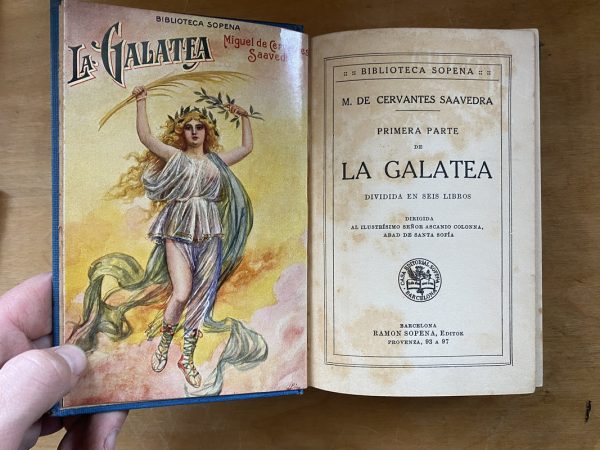 BIBLIOTECA SOPENA
LA GALATEA
Miguel de Cervantes
Saavedra
BIBLIOTECA SOPENA
M. DE CERVANTES SAAVEDRA
PRIMERA PARTE
DE
LA GALATEA
DIVIDIDA EN SEIS LIBROS
DIRIGIDA
AL ILUSTRÍSIMO SEÑOR ASCANIO COLONNA,
ABAD DE SANTA SOFÍA
CASA EDITORIAL SOPENA
BARCELONA
BARCELONA
RAMON SOPENA, EDITOR
PROVENZA, 93 A 97